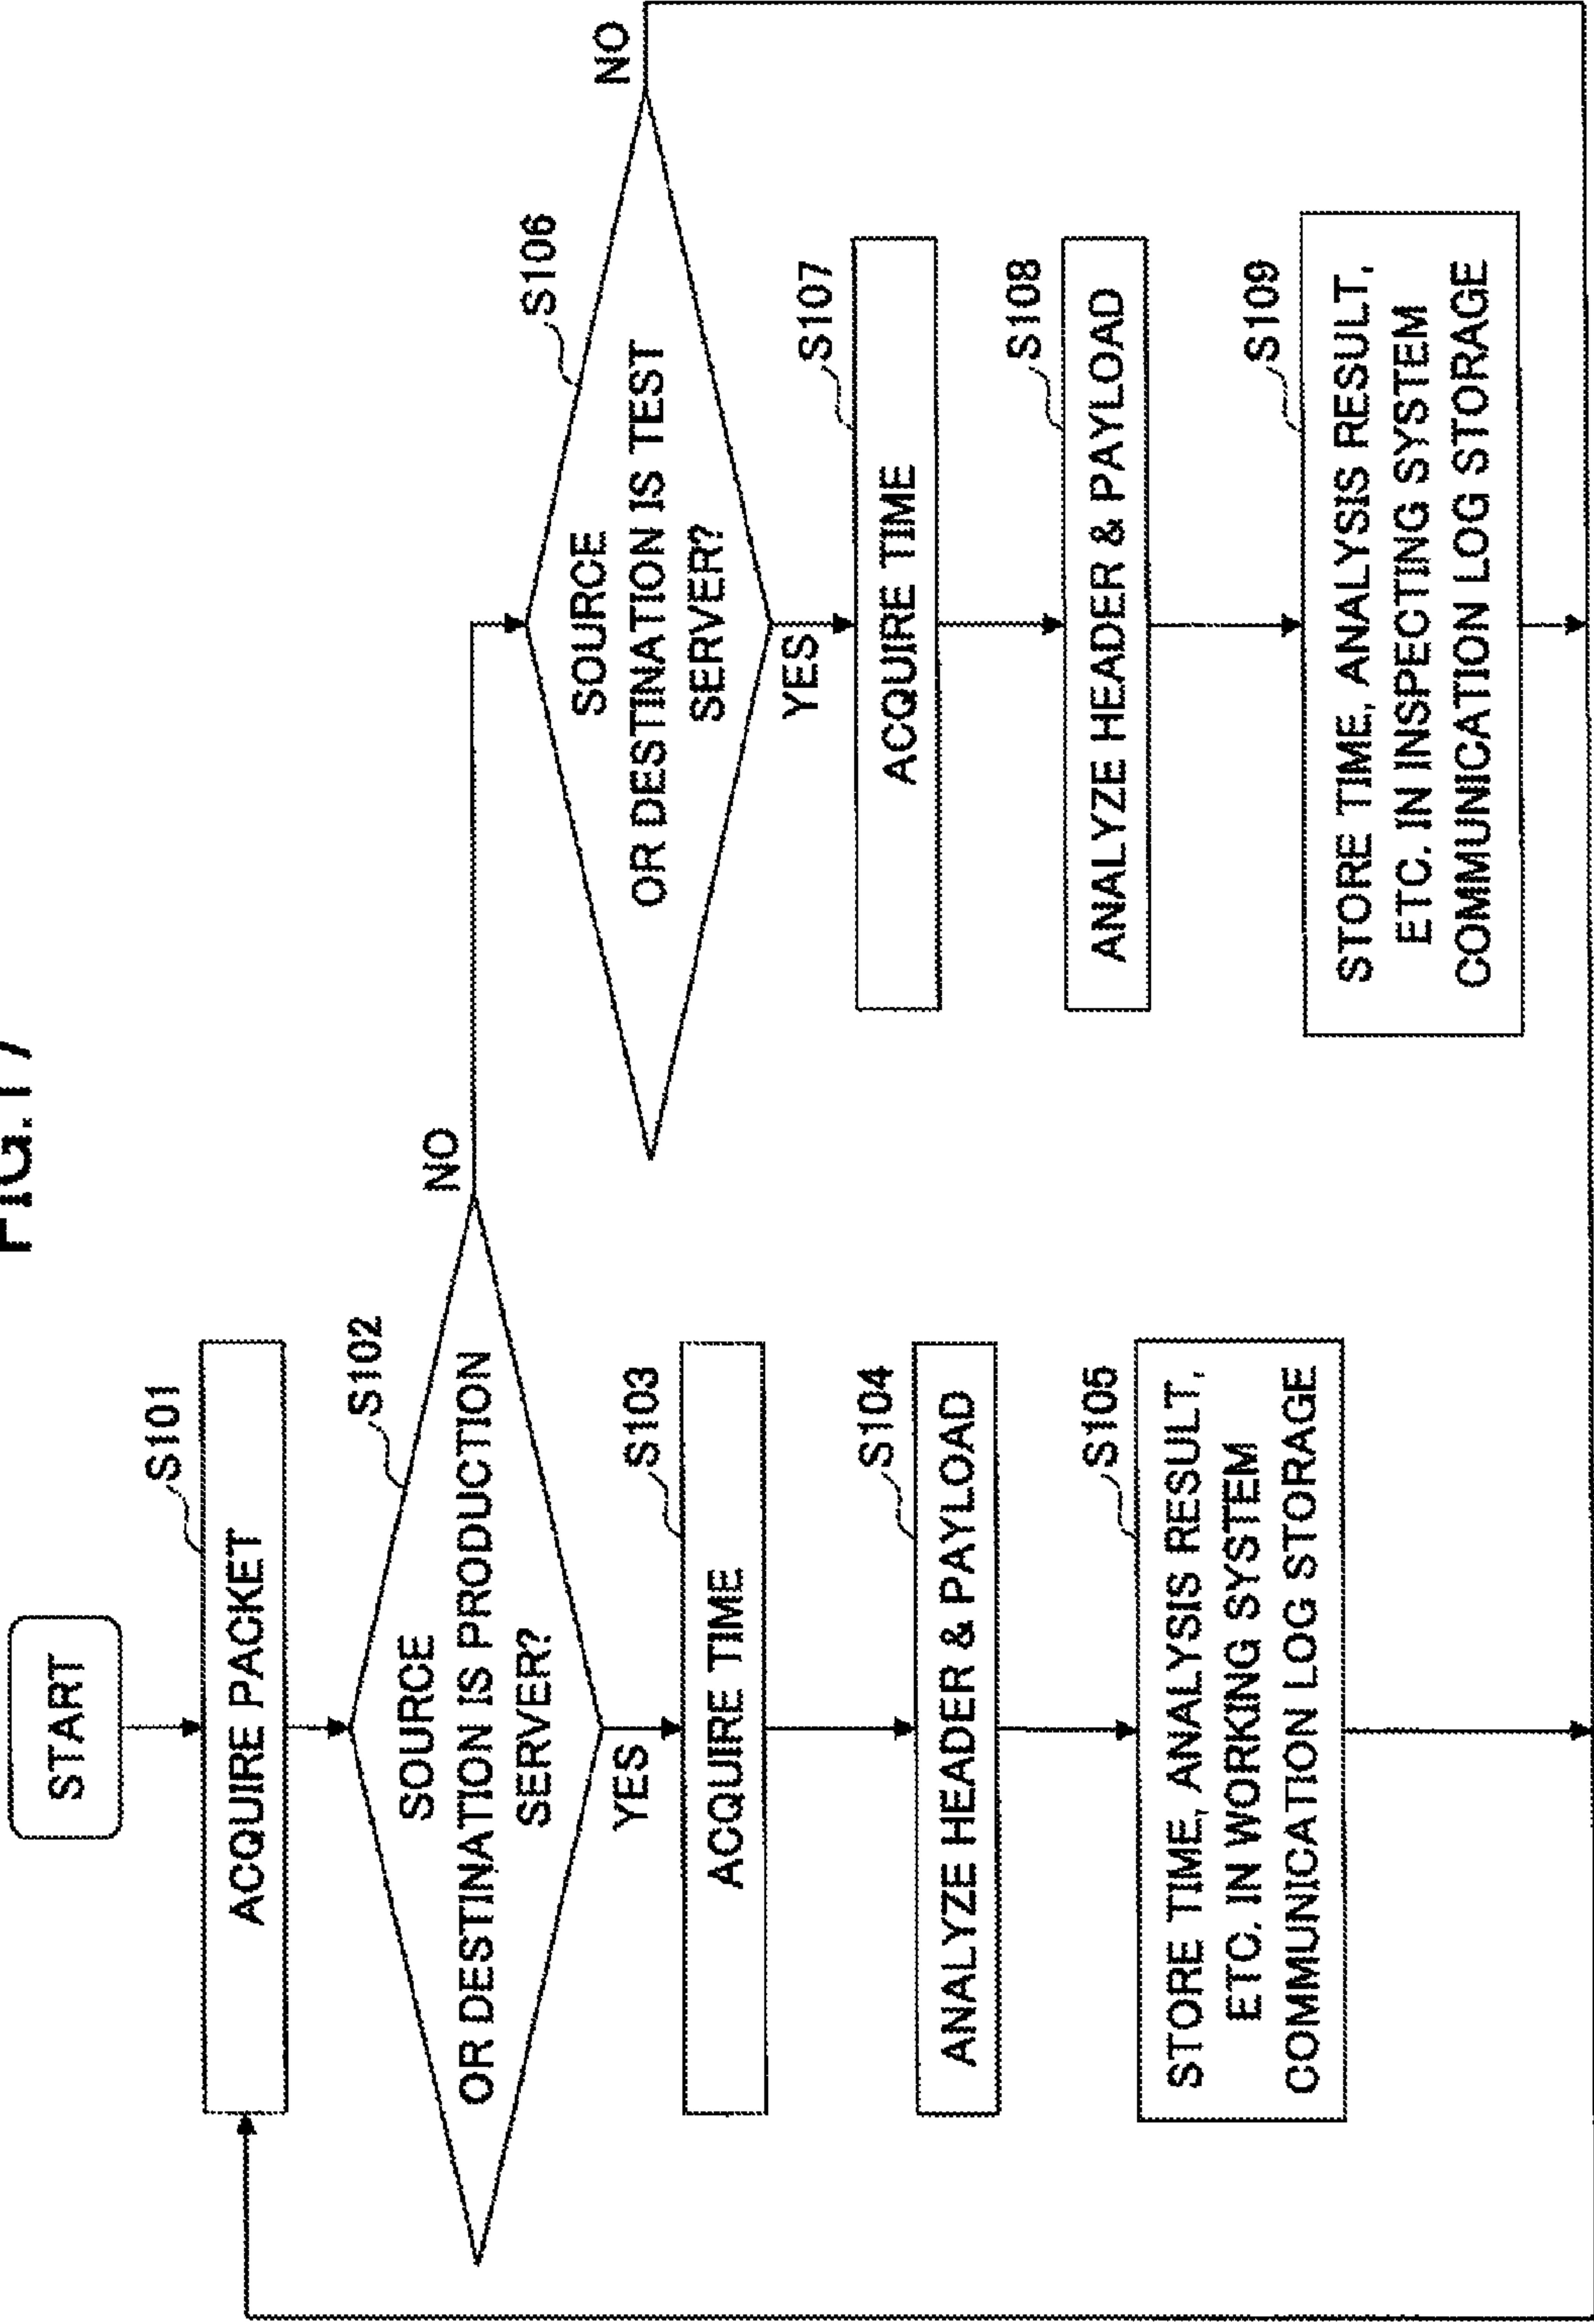 FIG.17
START
S101
ACQUIRE PACKET
S102
SOURCE
OR DESTINATION IS PRODUCTION
SERVER?
NO
YES
S103
ACQUIRE TIME
S104
ANALYZE HEADER & PAYLOAD
S105
STORE TIME, ANALYSIS RESULT,
ETC. IN WORKING SYSTEM
COMMUNICATION LOG STORAGE
S106
SOURCE
OR DESTINATION IS TEST
SERVER?
NO
YES
S107
ACQUIRE TIME
S108
ANALYZE HEADER & PAYLOAD
S109
STORE TIME, ANALYSIS RESULT,
ETC. IN INSPECTING SYSTEM
COMMUNICATION LOG STORAGE